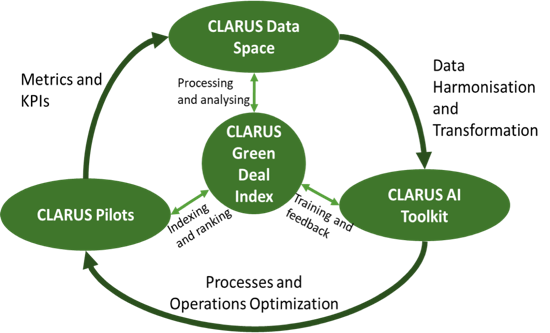 CLARUS Data
Space
Metrics and
KPIs
Processing
and analysing
Data
Harmonisation
and
Transformation
CLARUS
Green
Deal
Index
CLARUS Pilots
Indexing
and ranking
Training and
feedback
CLARUS AI
Toolkit
Processes and
Operations Optimization